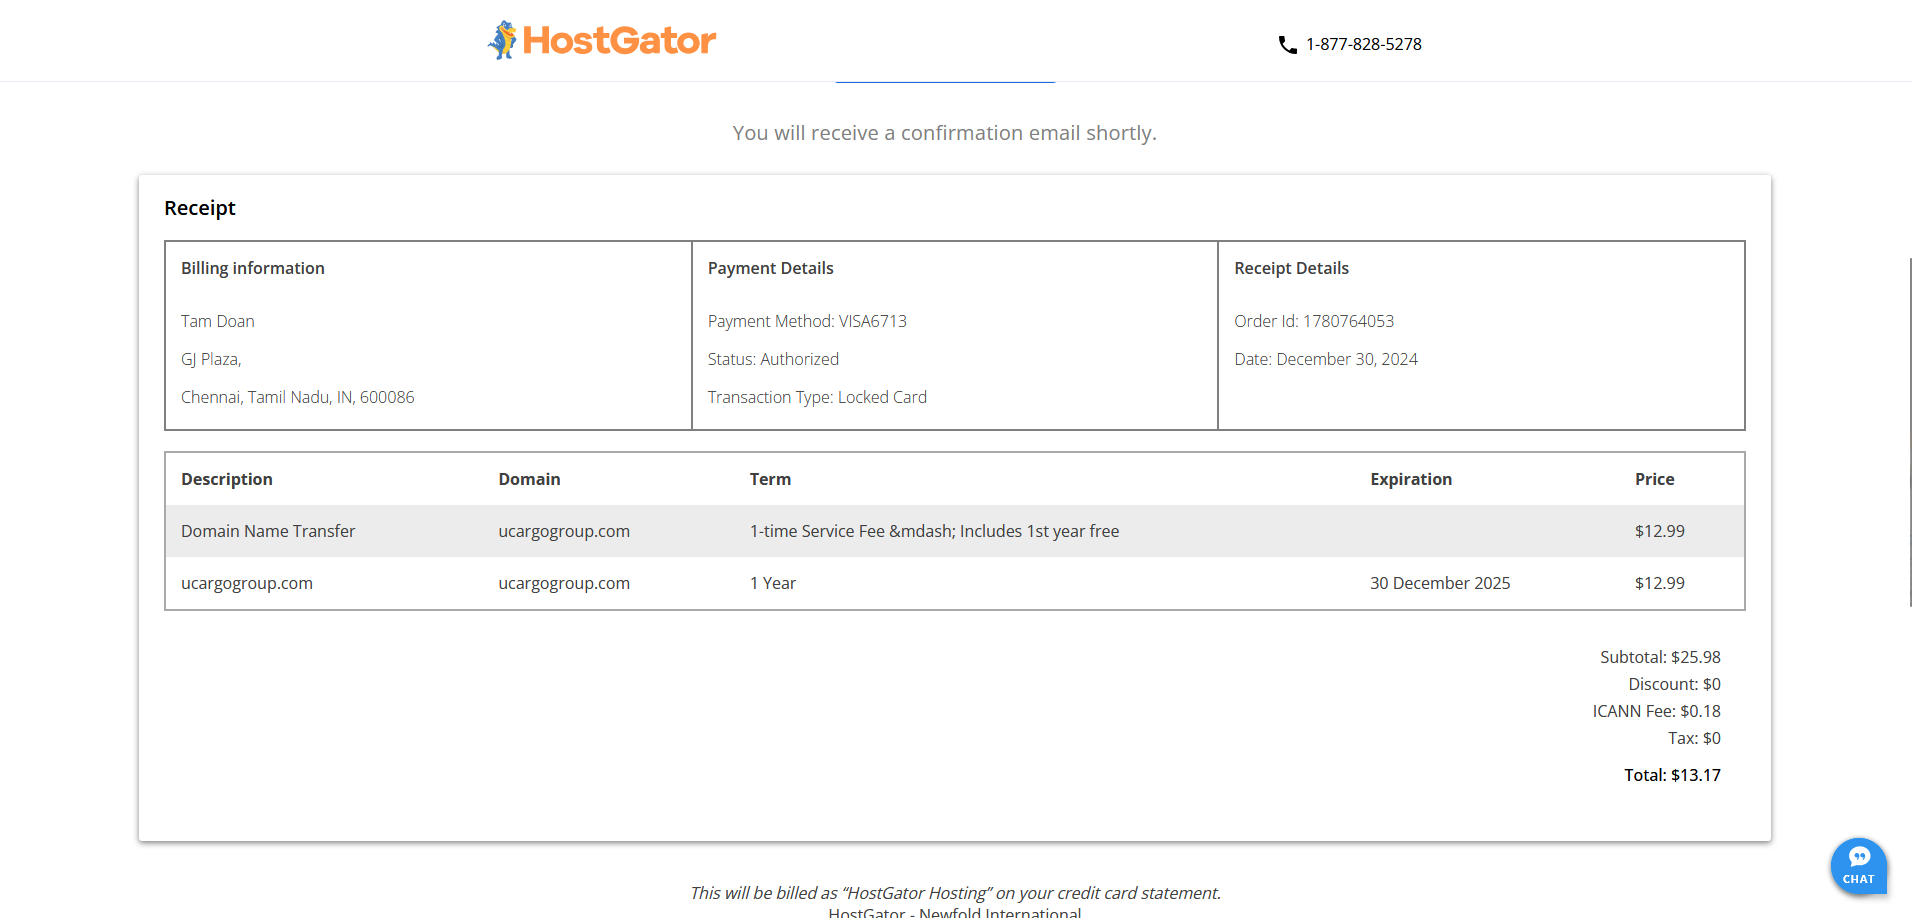 HostGator
1-877-828-5278
You will receive a confirmation email shortly.
Receipt
Billing information
Tam Doan
GJ Plaza,
Chennai, Tamil Nadu, IN, 600086
Payment Details
Payment Method: VISA6713
Status: Authorized
Transaction Type: Locked Card
Receipt Details
Order Id: 1780764053
Date: December 30, 2024
Description Domain Term Expiration Price
Domain Name Transfer ucargogroup.com 1-time Service Fee &mdash; Includes 1st year free $12.99
ucargogroup.com ucargogroup.com 1 Year 30 December 2025 $12.99
Subtotal: $25.98
Discount: $0
ICANN Fee: $0.18
Tax: $0
Total: $13.17
CHAT
This will be billed as “HostGator Hosting” on your credit card statement.
HostGator - Newfold International